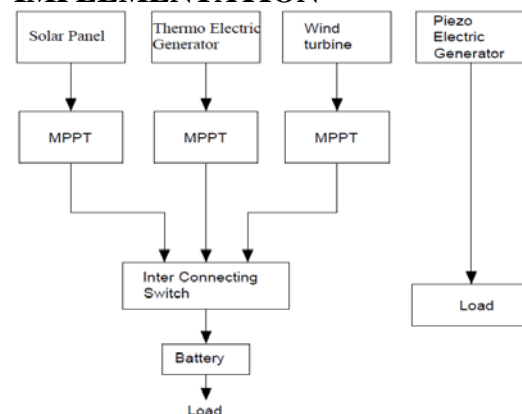 IMPLEMENTATION
Solar Panel
Thermo Electric
Generator
Wind
turbine
Piezo
Electric
Generator
MPPT
MPPT
MPPT
Inter Connecting
Switch
Load
Battery
Load